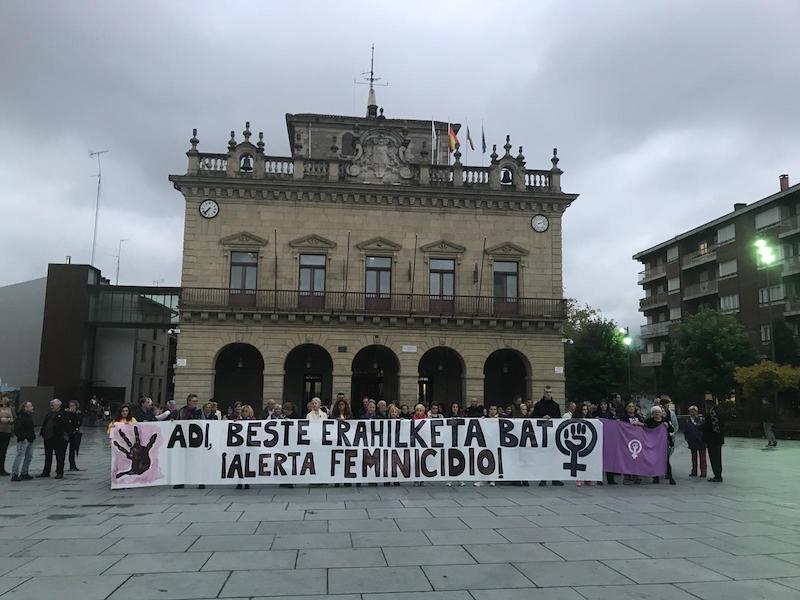 ADI, BESTE ERAHILKETA BAT
¡ALERTA FEMINICIDIO!